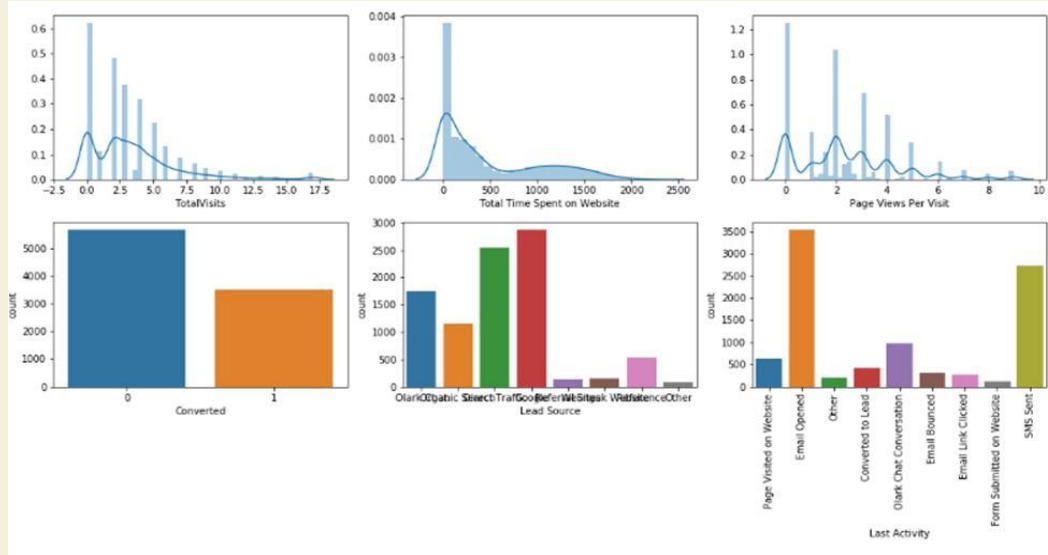 0.6
0.5
0.4
0.3
0.2
0.1
0.0
−2.5 0.0 2.5 5.0 7.5 10.0 12.5 15.0 17.5
TotalVisits
0.004
0.003
0.002
0.001
0.000
0 500 1000 1500 2000 2500
Total Time Spent on Website
1.2
1.0
0.8
0.6
0.4
0.2
0.0
0 2 4 6 8 10
Page Views Per Visit
5000
4000
3000
2000
1000
0
count
0 1
Converted
3000
2500
2000
1500
1000
500
0
count
Olark Traffic Other
Lead Source
3500
3000
2500
2000
1500
1000
500
0
count
Page Visited on Website
Email Opened
Other
Converted to Lead
Olark Chat Conversation
Email Bounced
Email Link Clicked
Form Submitted on Website
SMS Sent
Last Activity